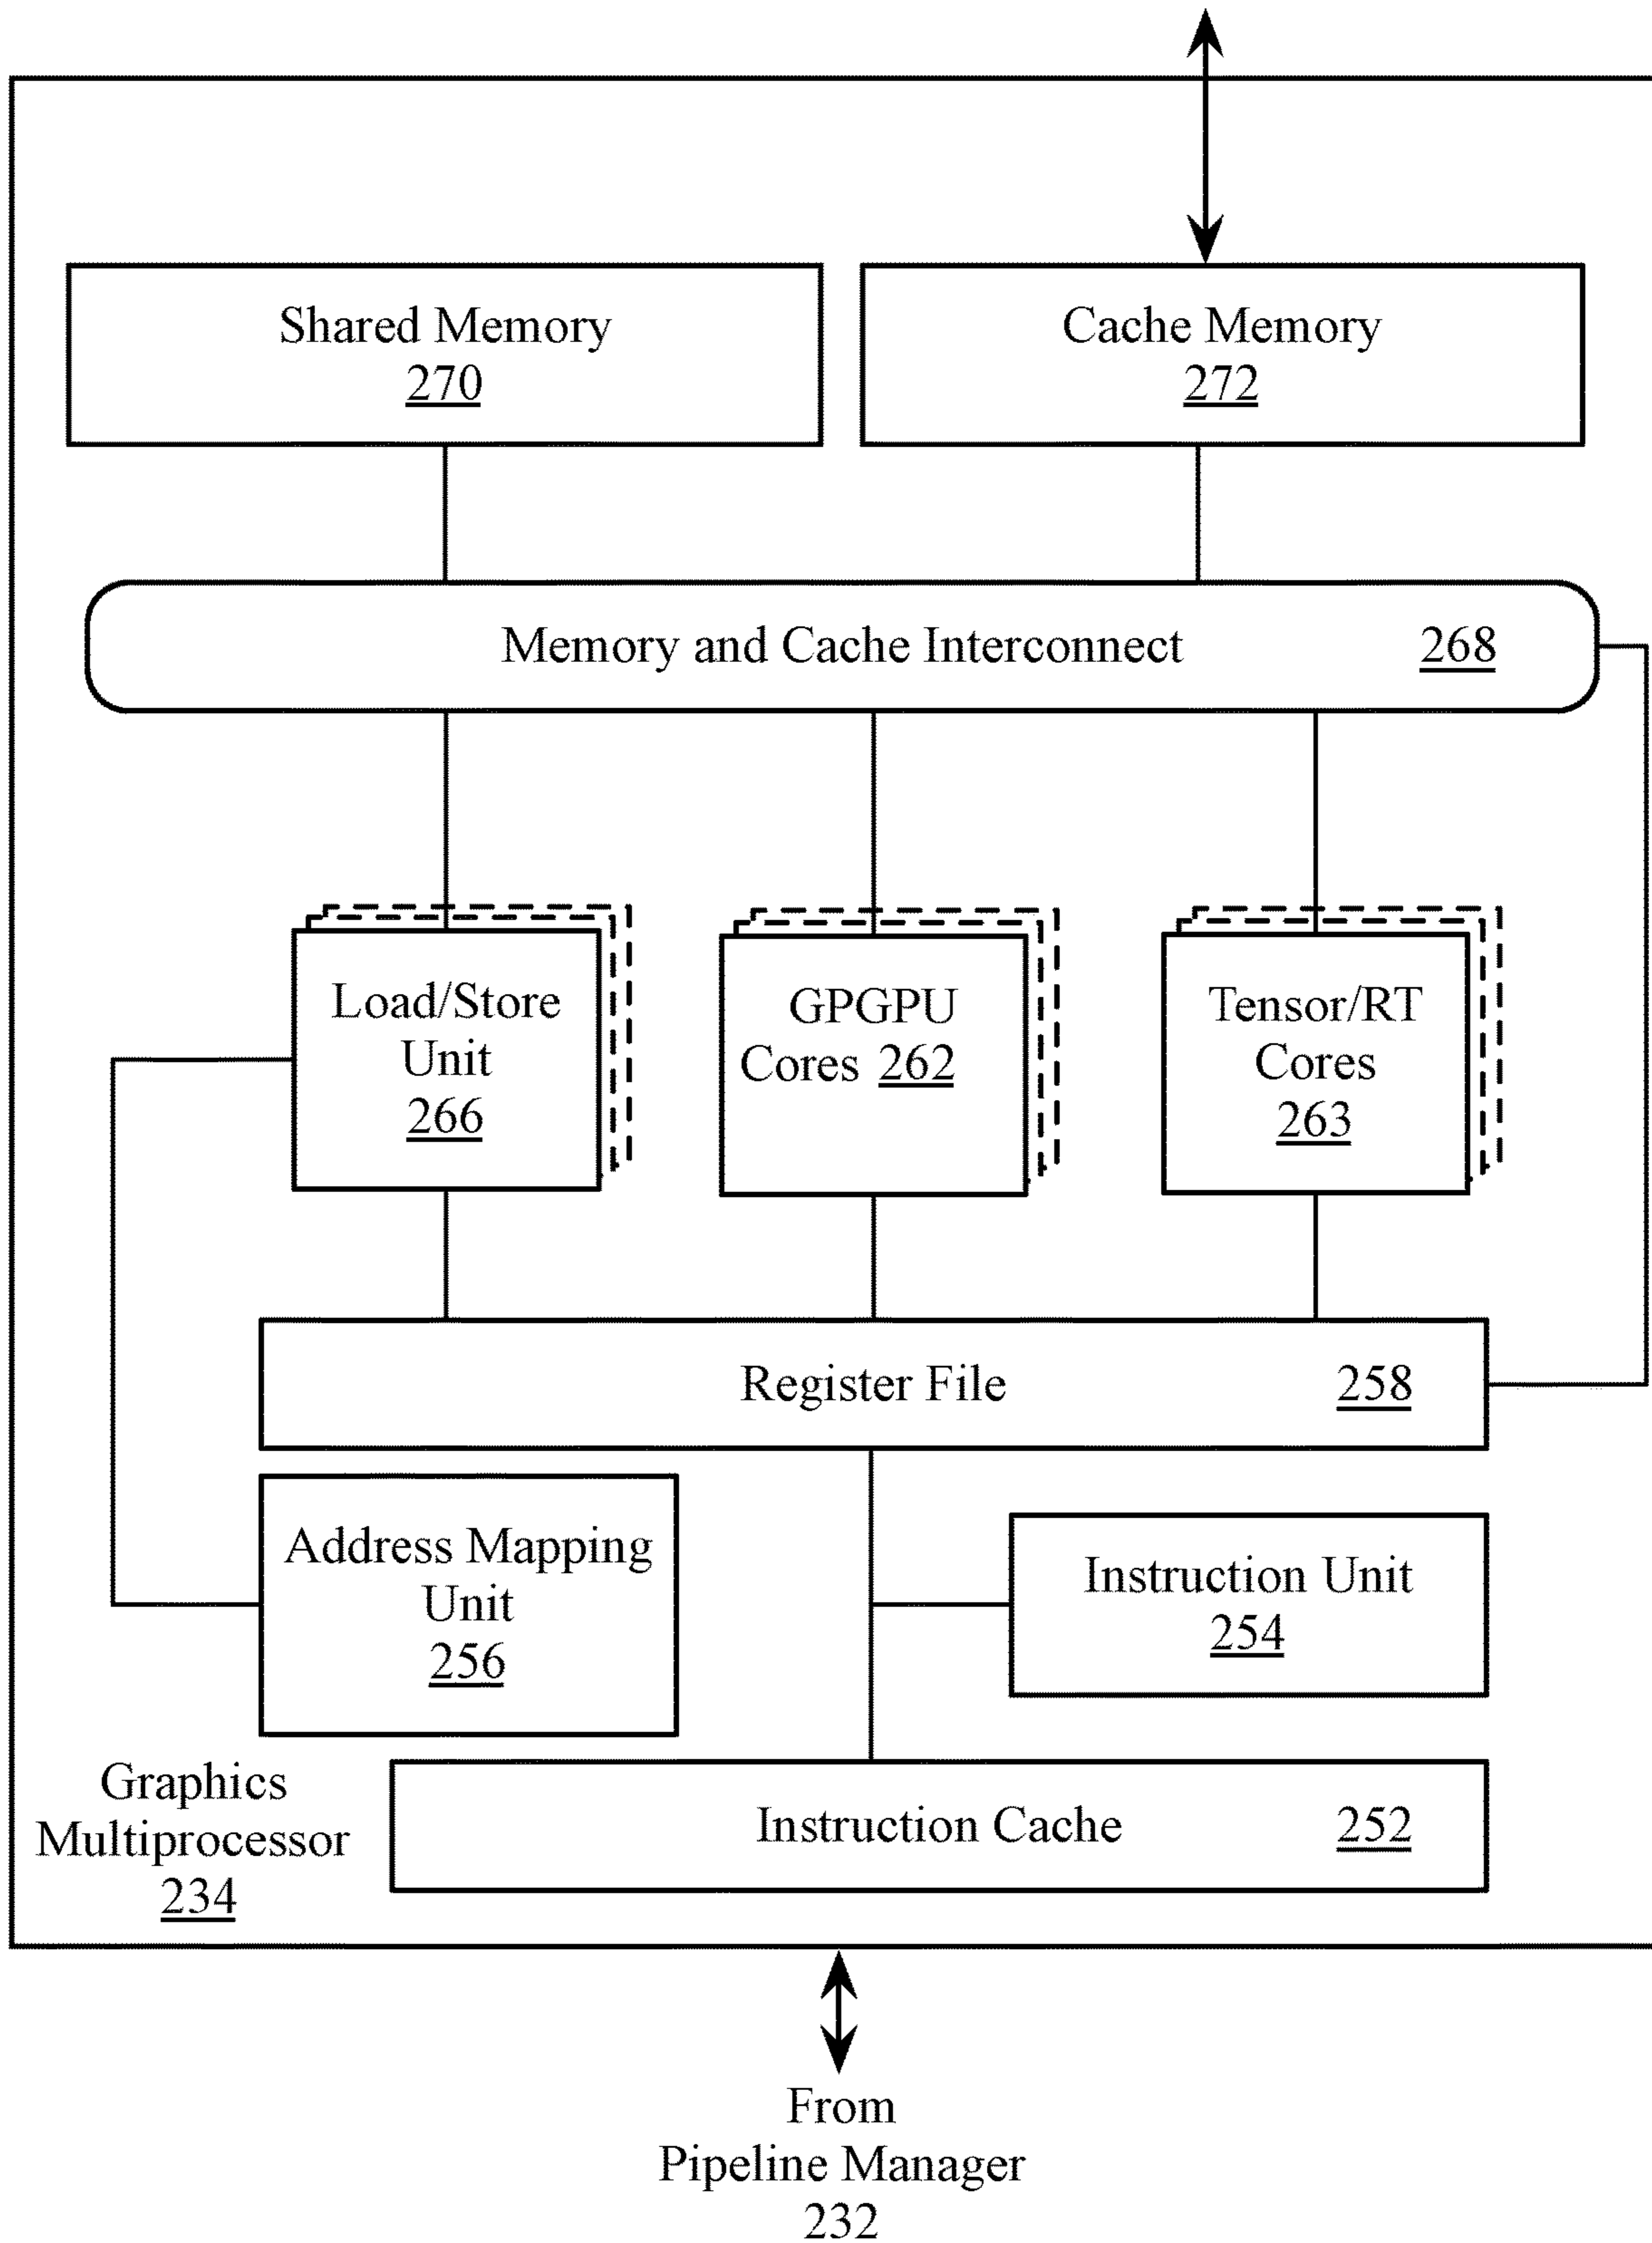 Shared Memory
270
Cache Memory
272
Memory and Cache Interconnect 268
Load/Store
Unit
266
GPGPU
Cores 262
Tensor/RT
Cores
263
Register File 258
Address Mapping
Unit
256
Instruction Unit
254
Graphics
Multiprocessor
234
Instruction Cache 252
From
Pipeline Manager
232